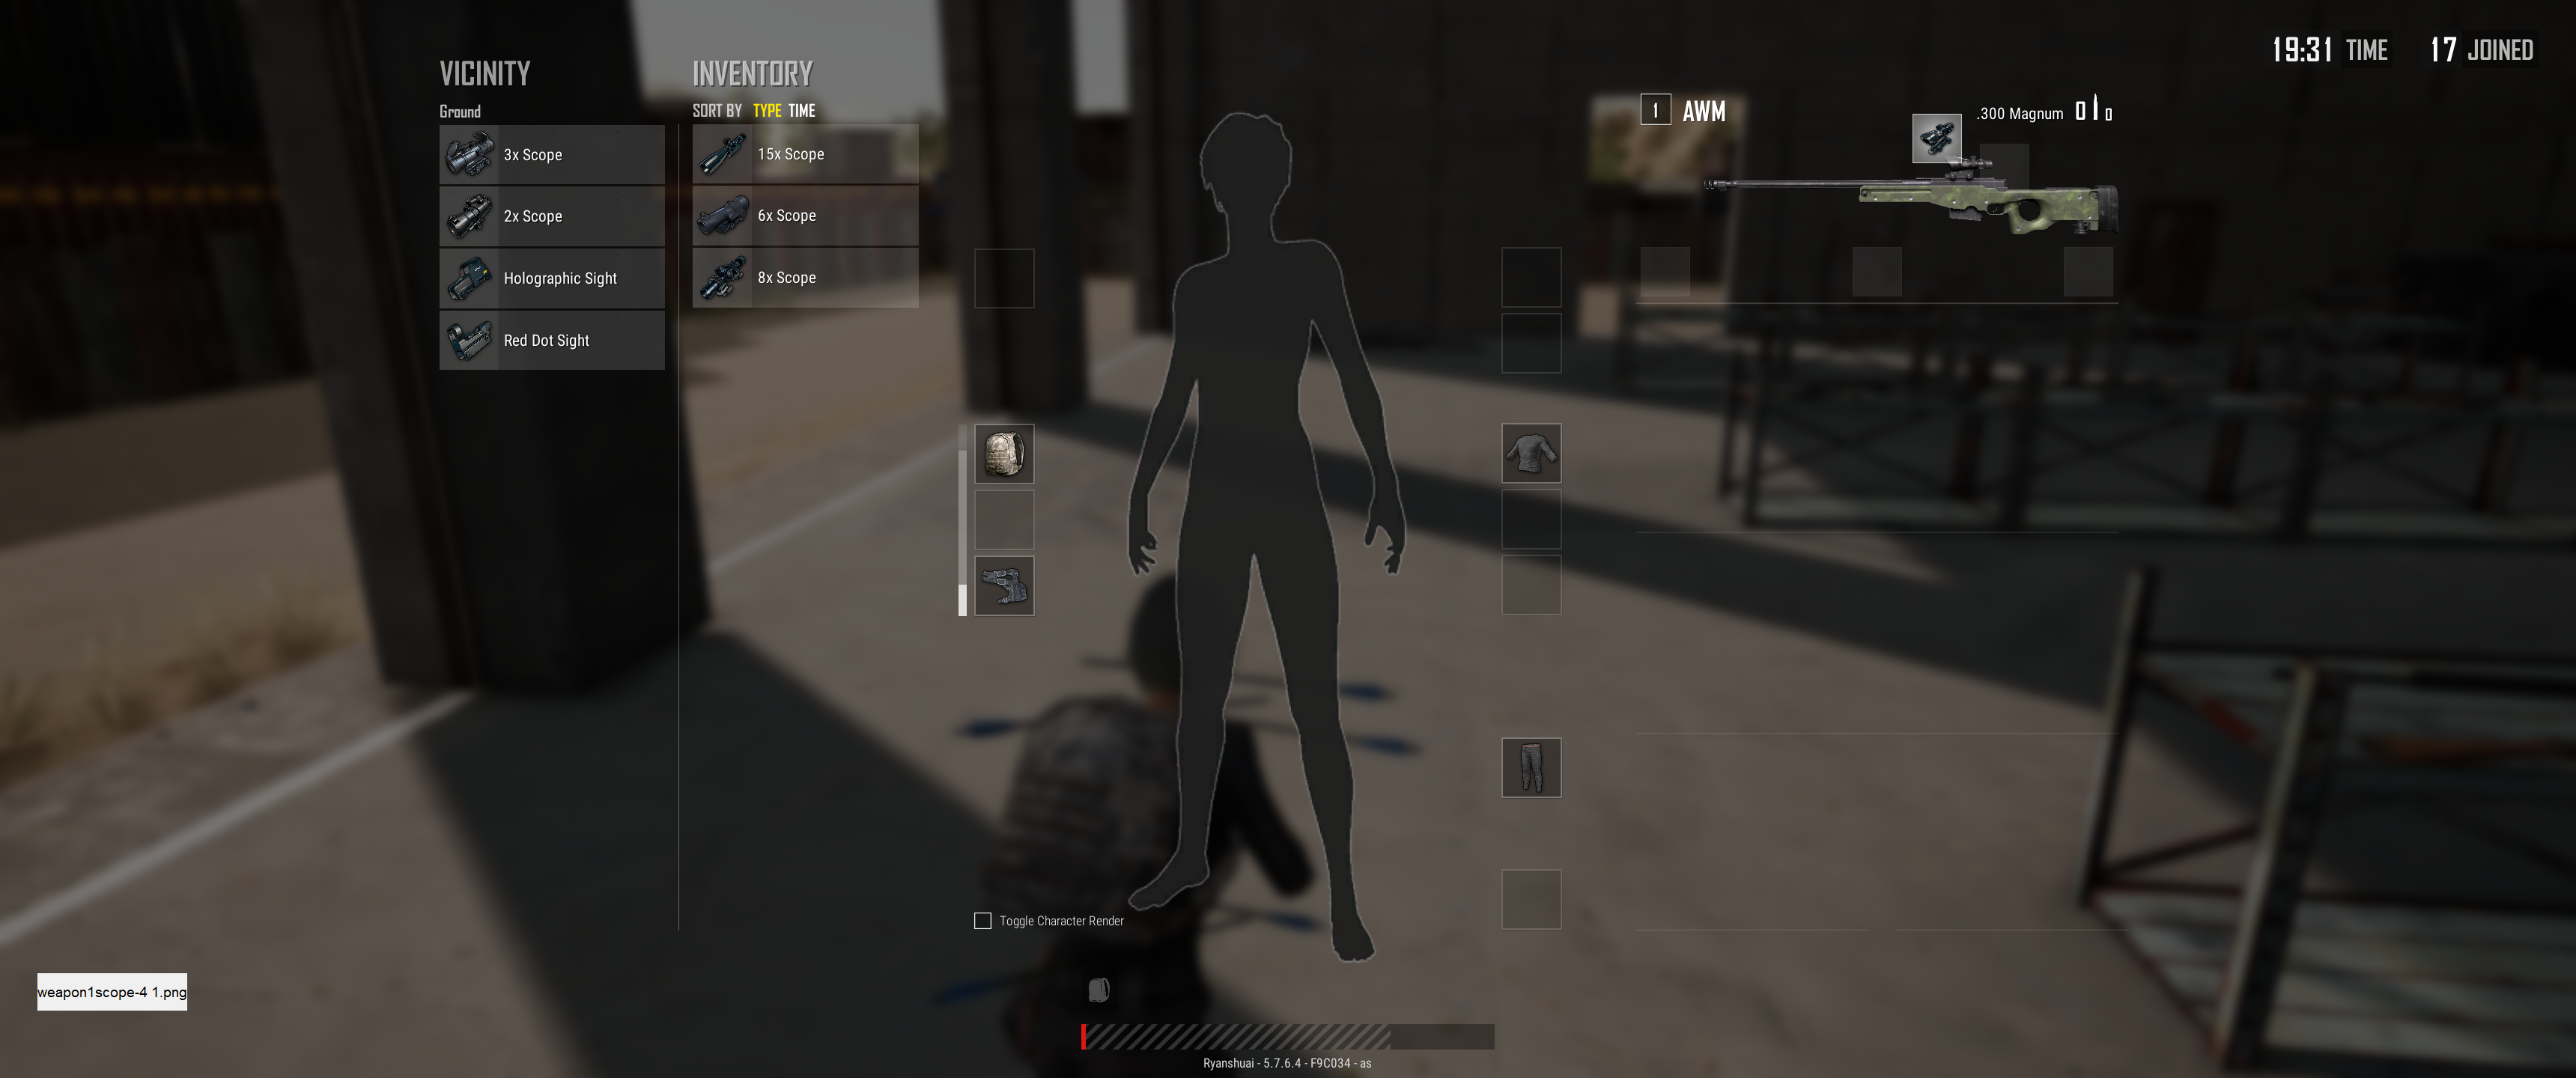 19:31 TIME 17 JOINED
VICINITY
Ground
3x Scope
2x Scope
Holographic Sight
Red Dot Sight
INVENTORY
SORT BY TYPE TIME
15x Scope
6x Scope
8x Scope
1 AWM .300 Magnum 0 0
Toggle Character Render
weapon1scope-4 1.png
Ryanshuai - 5.7.6.4 - F9C034 - as